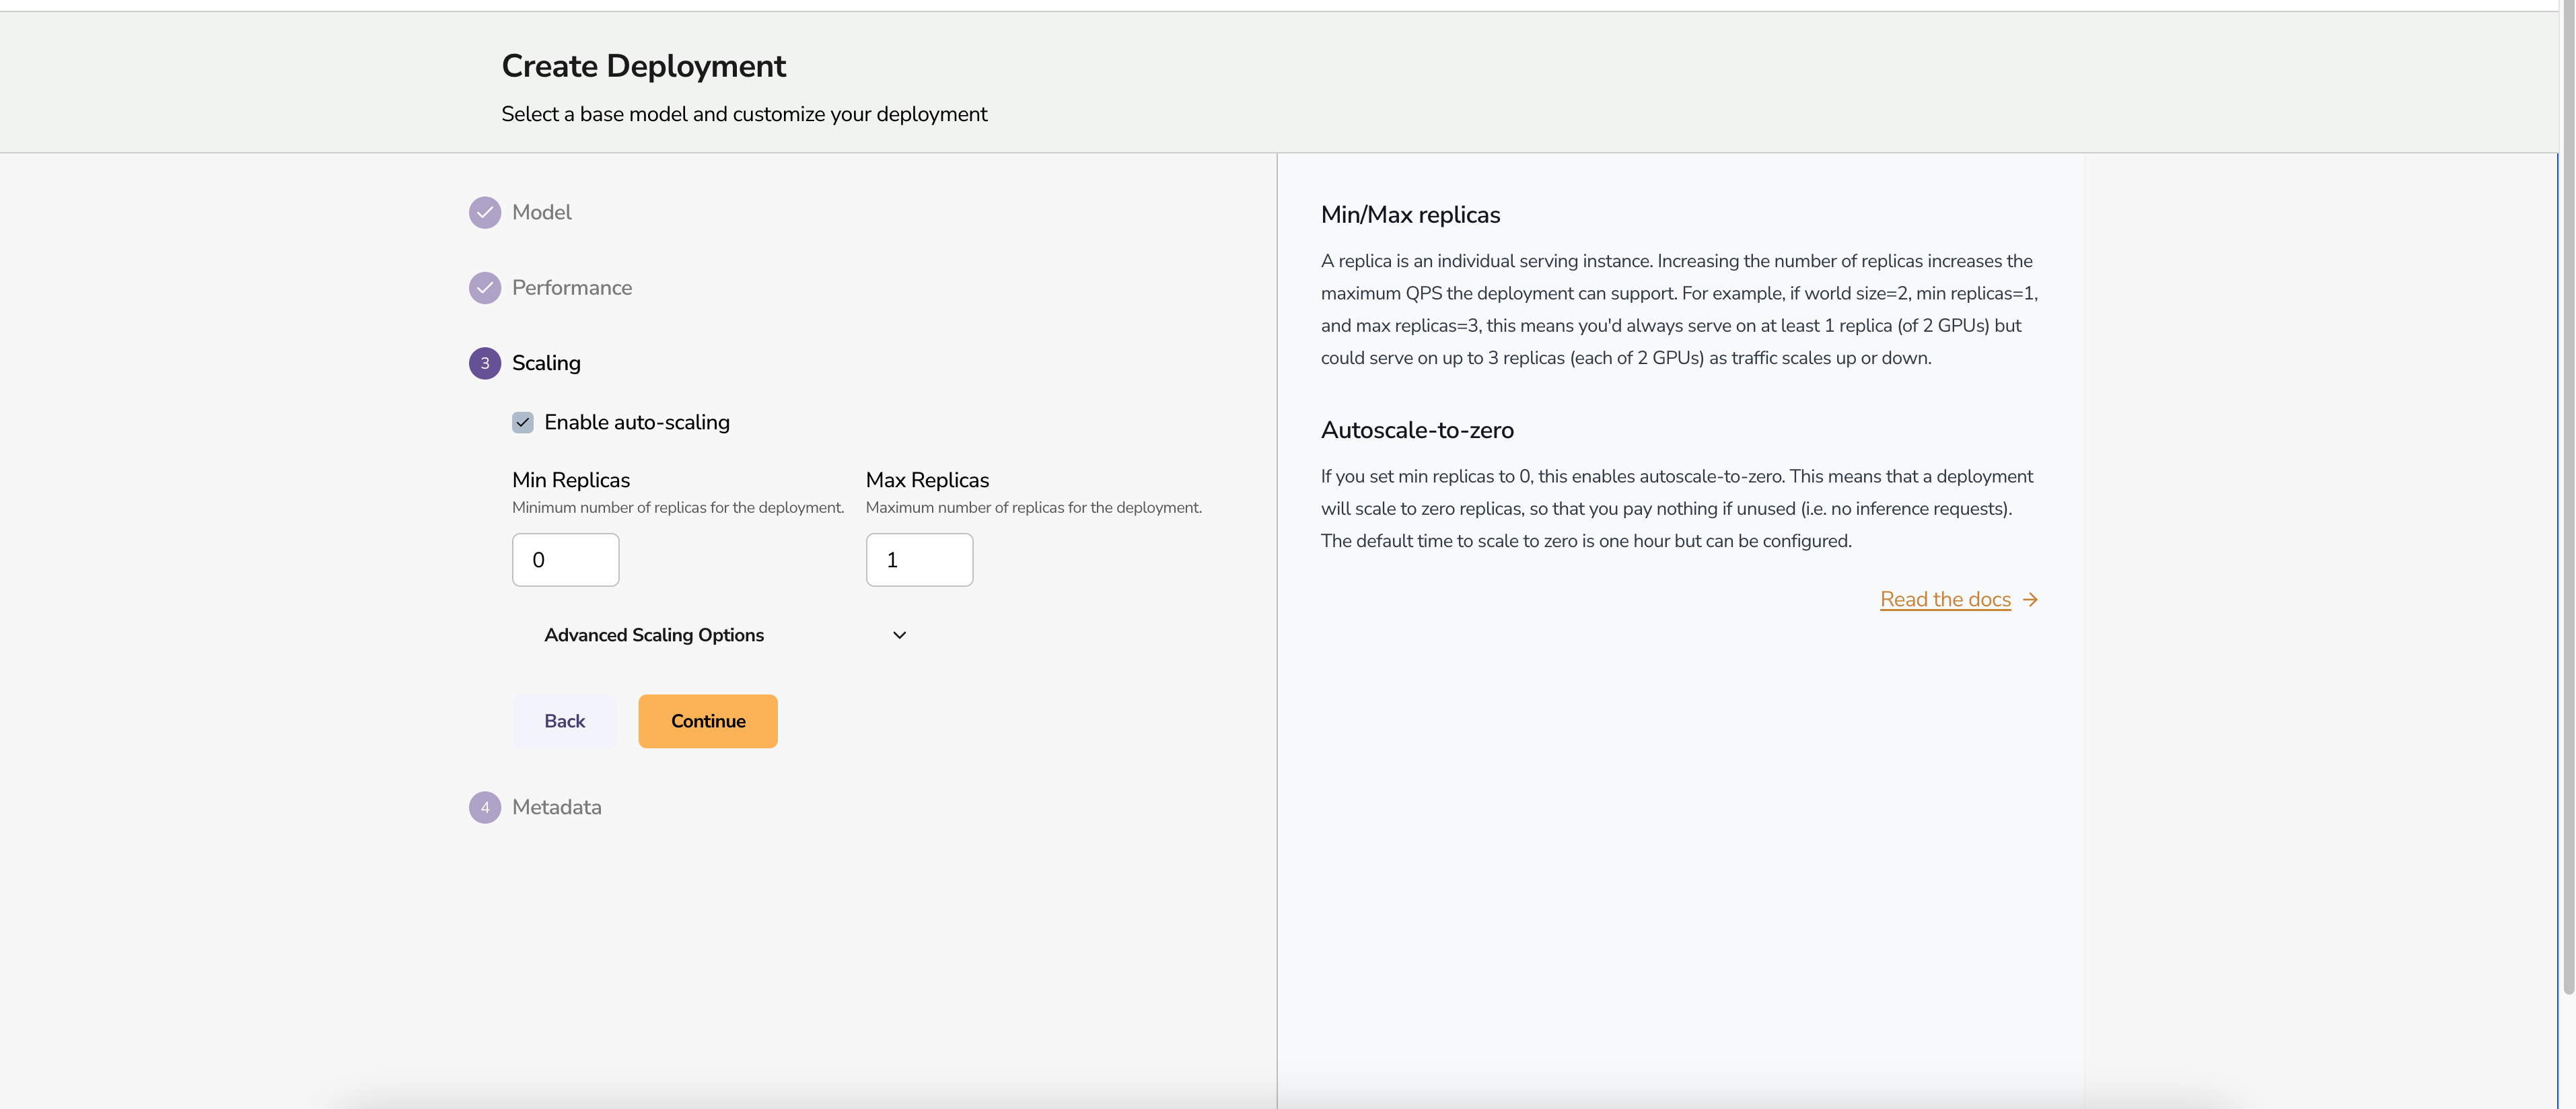 Create Deployment
Select a base model and customize your deployment
Model
Performance
3 Scaling
Enable auto-scaling
Min Replicas
Minimum number of replicas for the deployment.
0
Max Replicas
Maximum number of replicas for the deployment.
1
Advanced Scaling Options
Back Continue
4 Metadata
Min/Max replicas
A replica is an individual serving instance. Increasing the number of replicas increases the
maximum QPS the deployment can support. For example, if world size=2, min replicas=1,
and max replicas=3, this means you'd always serve on at least 1 replica (of 2 GPUs) but
could serve on up to 3 replicas (each of 2 GPUs) as traffic scales up or down.
Autoscale-to-zero
If you set min replicas to 0, this enables autoscale-to-zero. This means that a deployment
will scale to zero replicas, so that you pay nothing if unused (i.e. no inference requests).
The default time to scale to zero is one hour but can be configured.
Read the docs →